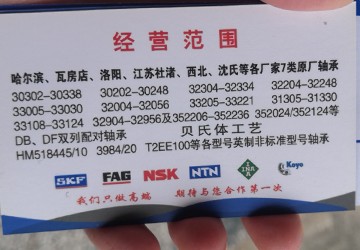 经营范围
哈尔滨、瓦房店、洛阳、江苏社渚、西北、沈氏等各厂家7类原厂轴承
30302-30338 30202-30248 32304-32334 32204-32248
33005-33030 32004-32056 33205-33221 31305-31330
33108-33124 32904-32956及352206-352236 352024/352124等
DB、DF双列配对轴承 贝氏体工艺
HM518445/10 3984/20 T2EE100等各型号英制非标准型号轴承
SKF FAG NSK NTN INA Koyo
我们只做高端 期待与您合作第一次